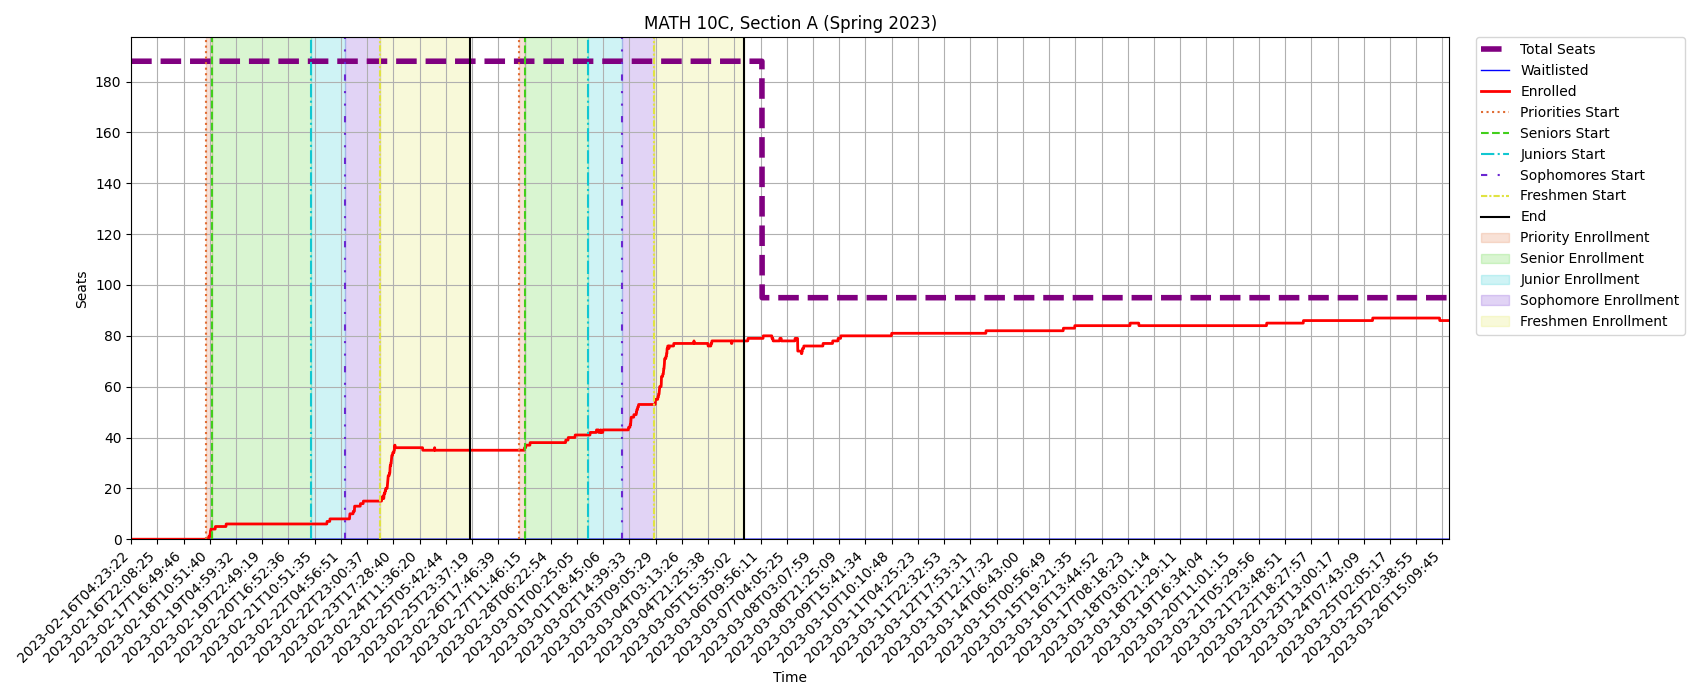 MATH 10C, Section A (Spring 2023)
Total Seats
Waitlisted
Enrolled
Priorities Start
Seniors Start
Juniors Start
Sophomores Start
Freshmen Start
End
Priority Enrollment
Senior Enrollment
Junior Enrollment
Sophomore Enrollment
Freshmen Enrollment
Seats
180
160
140
120
100
80
60
40
20
0
2023-02-16T04:23:22
2023-02-16T22:08:25
2023-02-17T16:49:46
2023-02-18T10:51:40
2023-02-19T04:59:32
2023-02-19T22:49:19
2023-02-20T16:52:36
2023-02-21T10:51:35
2023-02-22T04:56:51
2023-02-22T23:00:37
2023-02-23T17:28:40
2023-02-24T11:36:20
2023-02-25T05:42:44
2023-02-25T23:37:19
2023-02-26T17:46:39
2023-02-27T11:46:15
2023-02-28T06:22:54
2023-03-01T00:25:05
2023-03-01T18:45:06
2023-03-02T14:39:33
2023-03-03T09:05:29
2023-03-04T03:13:26
2023-03-04T21:25:38
2023-03-05T15:35:02
2023-03-06T09:56:11
2023-03-07T04:05:25
2023-03-08T03:07:59
2023-03-08T21:25:09
2023-03-09T15:41:34
2023-03-10T10:10:48
2023-03-11T04:25:23
2023-03-11T22:32:53
2023-03-12T17:53:31
2023-03-13T12:17:32
2023-03-14T06:43:00
2023-03-15T00:56:49
2023-03-15T19:21:35
2023-03-16T13:44:52
2023-03-17T08:18:23
2023-03-18T03:01:14
2023-03-18T21:29:11
2023-03-19T16:34:04
2023-03-20T11:01:15
2023-03-21T05:29:56
2023-03-21T23:48:51
2023-03-22T18:27:57
2023-03-23T13:00:17
2023-03-24T07:43:09
2023-03-25T02:05:17
2023-03-25T20:38:55
2023-03-26T15:09:45
Time